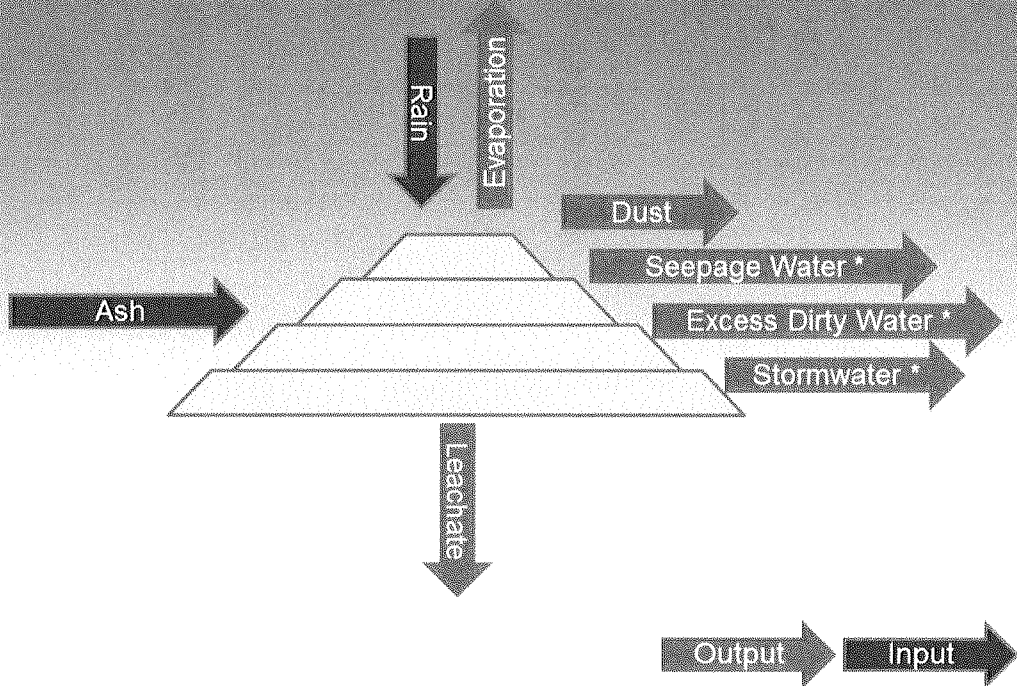 Rain
Evaporation
Dust
Seepage Water *
Ash
Excess Dirty Water *
Stormwater *
Leachate
Output
Input